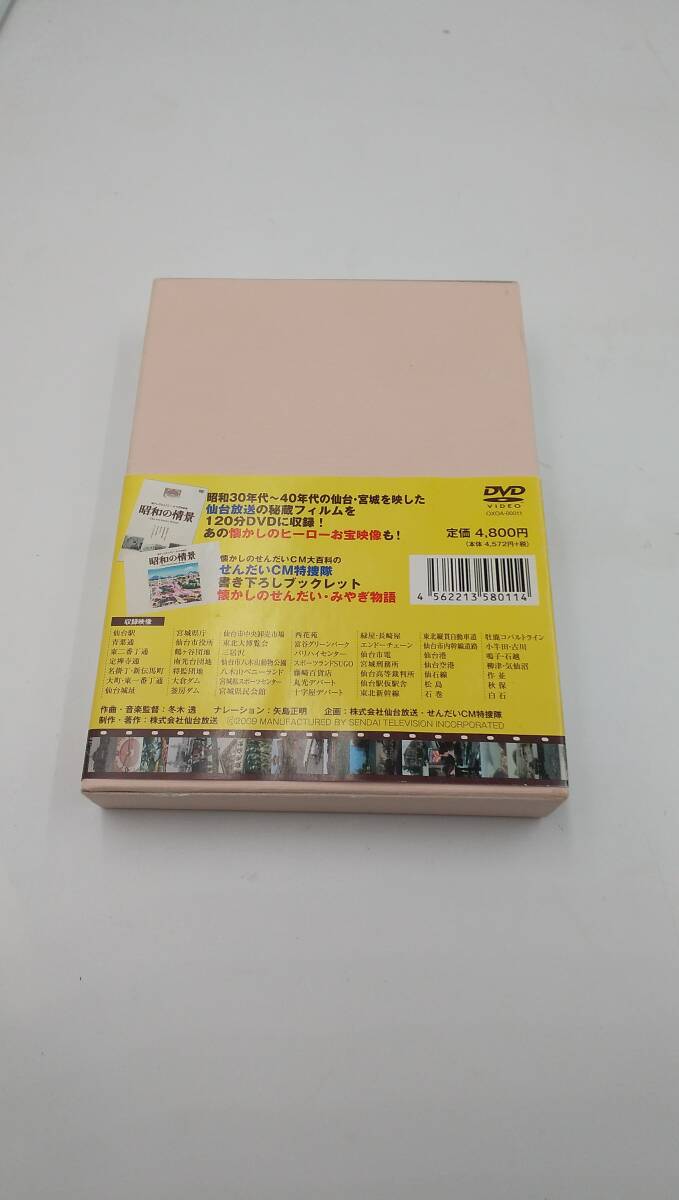 昭和30年代～40年代の仙台・宮城を映した
仙台放送の秘蔵フィルムを
120分DVDに収録！
あの懐かしのヒーローお宝映像も！
昭和の情景
懐かしのせんだいCM大百科の
せんだいCM特捜隊
書き下ろしブックレット
懐かしのせんだい・みやぎ物語
昭和の情景
DVD
VIDEO
OXOA-00011
定価 4,800円
（本体 4,572円+税）
4 562213 580114
収録映像
仙台駅
青葉通
東二番丁通
定禅寺通
名掛丁・新伝馬町
大町・東一番丁通
仙台城址
宮城県庁
仙台市役所
鶴ヶ谷団地
南光台団地
将監団地
大倉ダム
釜房ダム
仙台市中央卸売市場
東北大博覧会
三居沢
仙台市八木山動物公園
八木山ベニーランド
宮城県スポーツセンター
宮城県民会館
西花苑
富谷グリーンパーク
バリハイセンター
スポーツランドSUGO
藤崎百貨店
丸光デパート
十字屋デパート
緑屋・長崎屋
エンドーチェーン
仙台市電
宮城刑務所
仙台高等裁判所
仙台駅仮駅舎
東北新幹線
東北縦貫自動車道
仙台市内幹線道路
仙台港
仙台空港
仙石線
松島
石巻
牡鹿コバルトライン
小牛田・古川
鳴子・石越
柳津・気仙沼
作並
秋保
白石
作曲・音楽監督：冬木 透　ナレーション：矢島正明　企画：株式会社仙台放送・せんだいCM特捜隊
制作・著作：株式会社仙台放送　©2009 MANUFACTURED BY SENDAI TELEVISION INCORPORATED